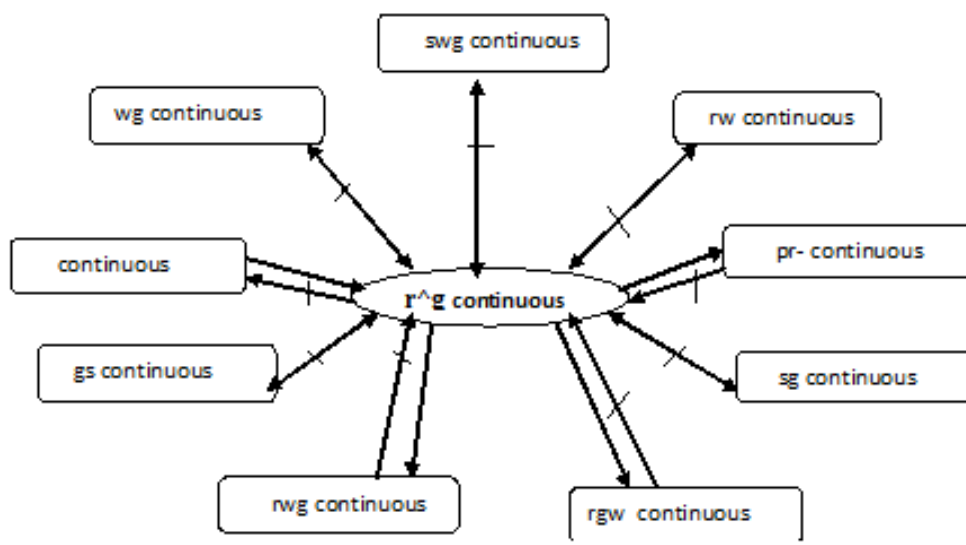 swg continuous
wg continuous
rw continuous
continuous
pr- continuous
r^g continuous
gs continuous
sg continuous
rwg continuous
rgw continuous